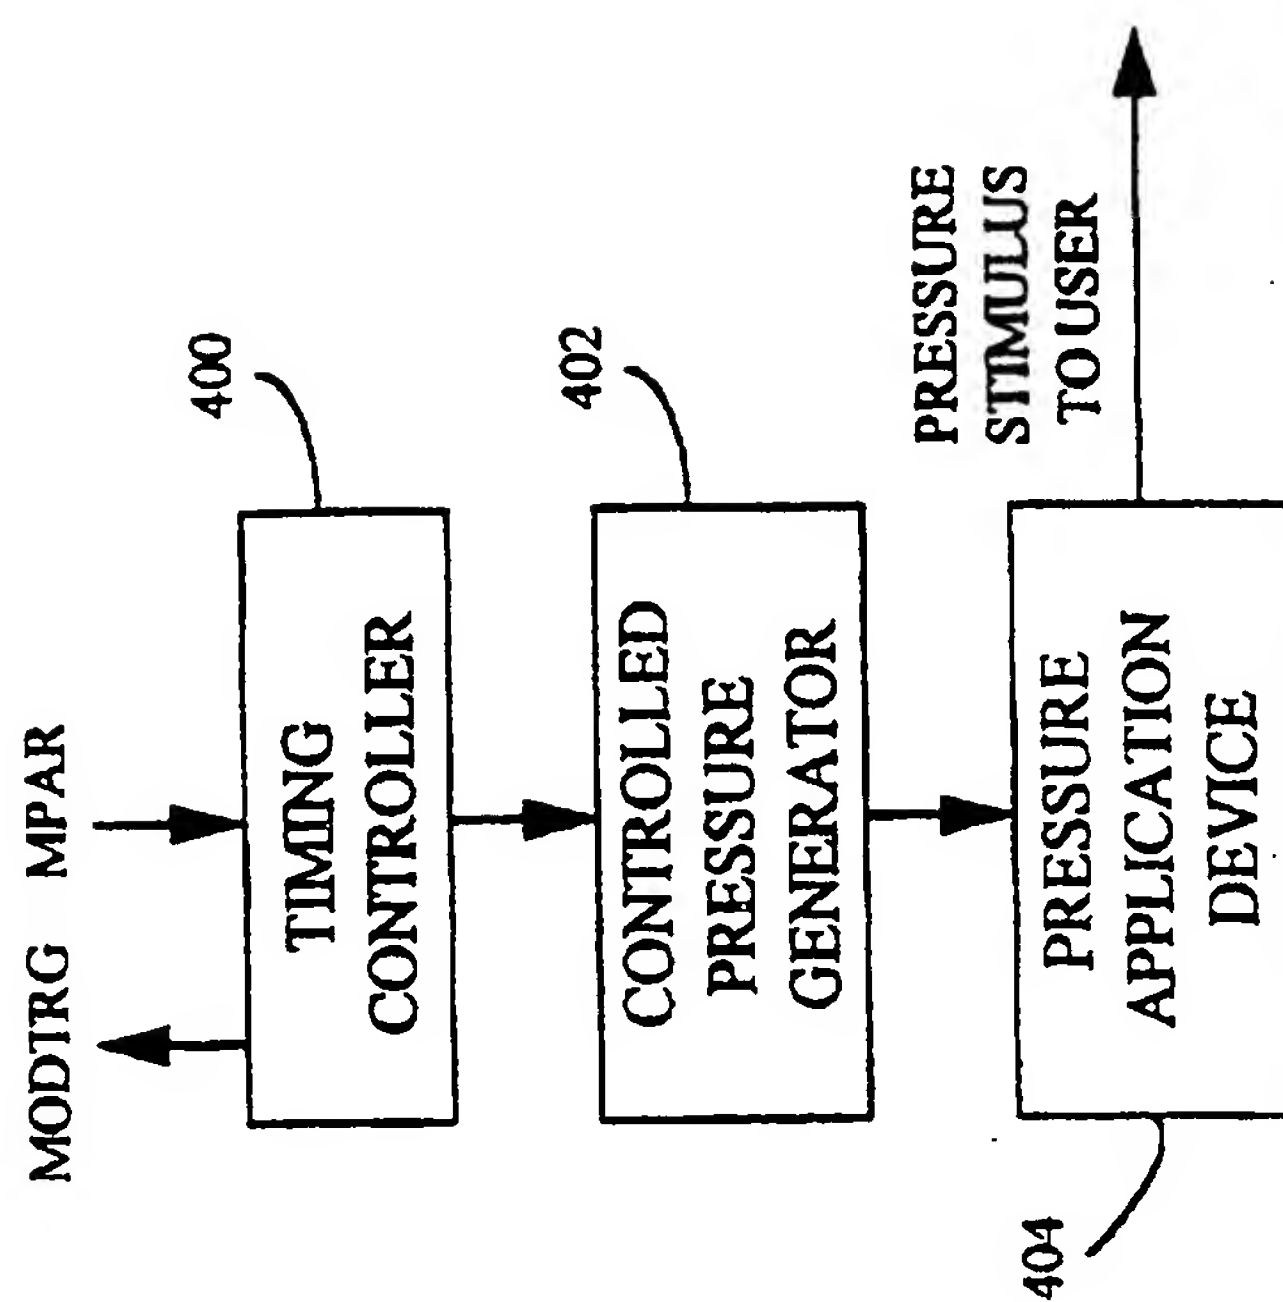 MODTRG MPAR
400
TIMING
CONTROLLER
402
CONTROLLED
PRESSURE
GENERATOR
PRESSURE
STIMULUS
TO USER
404
PRESSURE
APPLICATION
DEVICE